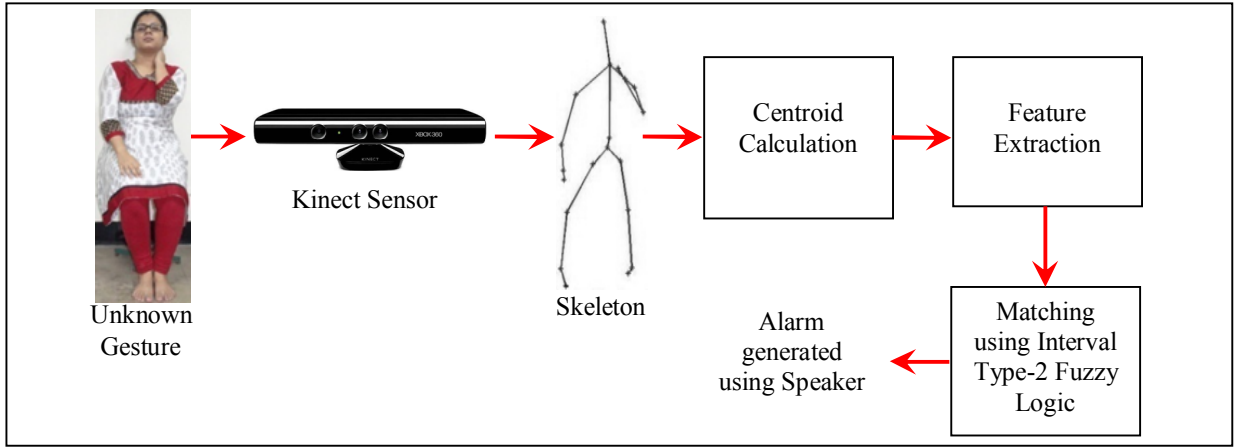 Unknown
Gesture
XBOX 360
KINECT
Kinect Sensor
Skeleton
Centroid
Calculation
Feature
Extraction
Matching
using Interval
Type-2 Fuzzy
Logic
Alarm
generated
using Speaker